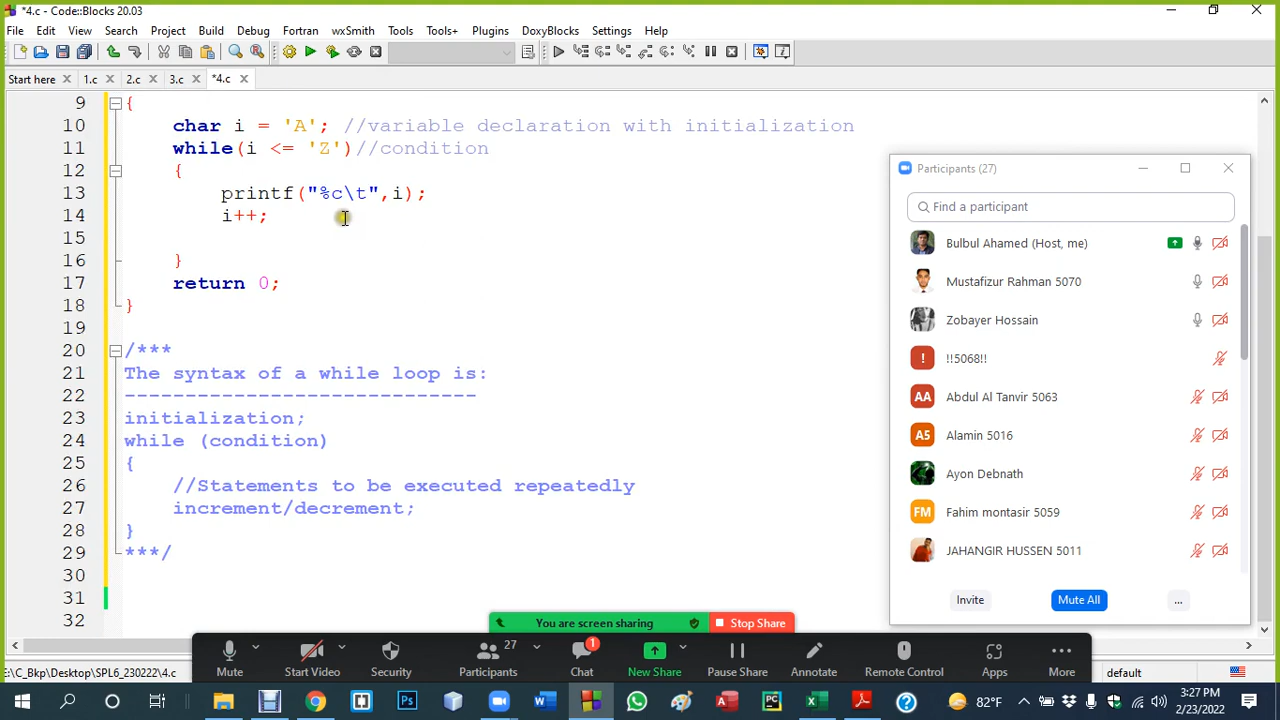 *4.c - Code::Blocks 20.03
File Edit View Search Project Build Debug Fortran wxSmith Tools Tools+ Plugins DoxyBlocks Settings Help
Start here 1.c 2.c 3.c *4.c
9 {
10 char i = 'A'; //variable declaration with initialization
11 while(i <= 'Z')//condition
12 {
13 printf("%c\t",i);
14 i++;
15
16 }
17 return 0;
18 }
19
20 /***
21 The syntax of a while loop is:
22 -----------------------------
23 initialization;
24 while (condition)
25 {
26 //Statements to be executed repeatedly
27 increment/decrement;
28 }
29 ***/
30
31
32
Participants (27)
Find a participant
Bulbul Ahamed (Host, me)
Mustafizur Rahman 5070
Zobayer Hossain
! !!5068!!
AA Abdul Al Tanvir 5063
A5 Alamin 5016
Ayon Debnath
FM Fahim montasir 5059
JAHANGIR HUSSEN 5011
Invite Mute All ...
You are screen sharing Stop Share
27 1
Mute Start Video Security Participants Chat New Share Pause Share Annotate Remote Control Apps More
E:\C_Bkp\Desktop\SPL6_230222\4.c default
82°F 3:27 PM
2/23/2022